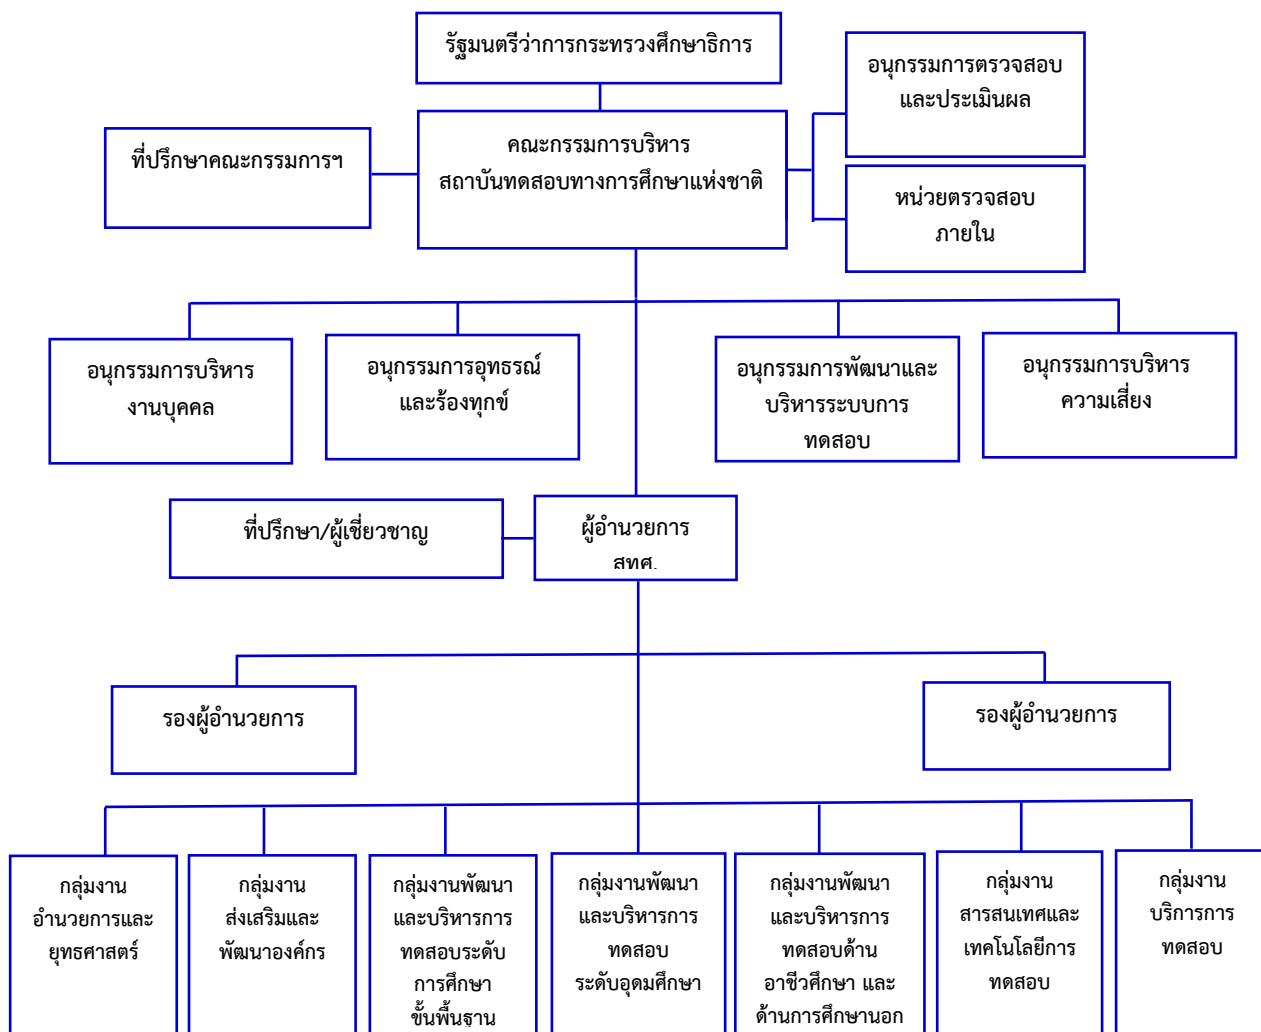 รัฐมนตรีว่าการกระทรวงศึกษาธิการ
อนุกรรมการตรวจสอบ
และประเมินผล
ที่ปรึกษาคณะกรรมการฯ
คณะกรรมการบริหาร
สถาบันทดสอบทางการศึกษาแห่งชาติ
หน่วยตรวจสอบ
ภายใน
อนุกรรมการบริหาร
งานบุคคล
อนุกรรมการอุทธรณ์
และร้องทุกข์
อนุกรรมการพัฒนาและ
บริหารระบบการ
ทดสอบ
อนุกรรมการบริหาร
ความเสี่ยง
ที่ปรึกษา/ผู้เชี่ยวชาญ
ผู้อำนวยการ
สทศ.
รองผู้อำนวยการ
รองผู้อำนวยการ
กลุ่มงาน
อำนวยการและ
ยุทธศาสตร์
กลุ่มงาน
ส่งเสริมและ
พัฒนาองค์กร
กลุ่มงานพัฒนา
และบริหารการ
ทดสอบระดับ
การศึกษา
ขั้นพื้นฐาน
กลุ่มงานพัฒนา
และบริหารการ
ทดสอบ
ระดับอุดมศึกษา
กลุ่มงานพัฒนา
และบริหารการ
ทดสอบด้าน
อาชีวศึกษา และ
ด้านการศึกษานอก
กลุ่มงาน
สารสนเทศและ
เทคโนโลยีการ
ทดสอบ
กลุ่มงาน
บริการการ
ทดสอบ